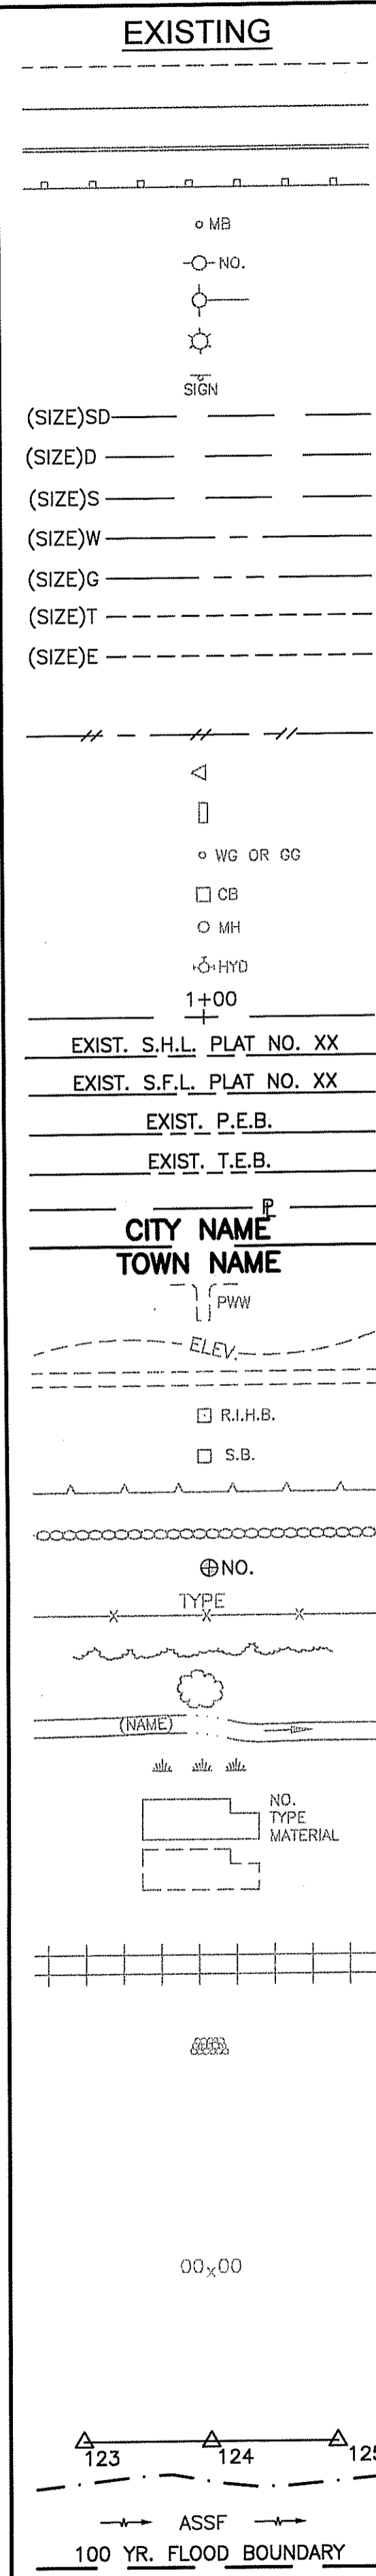 EXISTING
MB
NO.
SIGN
(SIZE)SD
(SIZE)D
(SIZE)S
(SIZE)W
(SIZE)G
(SIZE)T
(SIZE)E
WG OR GG
CB
MH
HYD
1+00
EXIST. S.H.L. PLAT NO. XX
EXIST. S.F.L. PLAT NO. XX
EXIST. P.E.B.
EXIST. T.E.B.
PL
CITY NAME
TOWN NAME
PWW
ELEV.
R.I.H.B.
S.B.
NO.
TYPE
(NAME)
NO.
TYPE
MATERIAL
00x00
123 124 125
ASSF
100 YR. FLOOD BOUNDARY